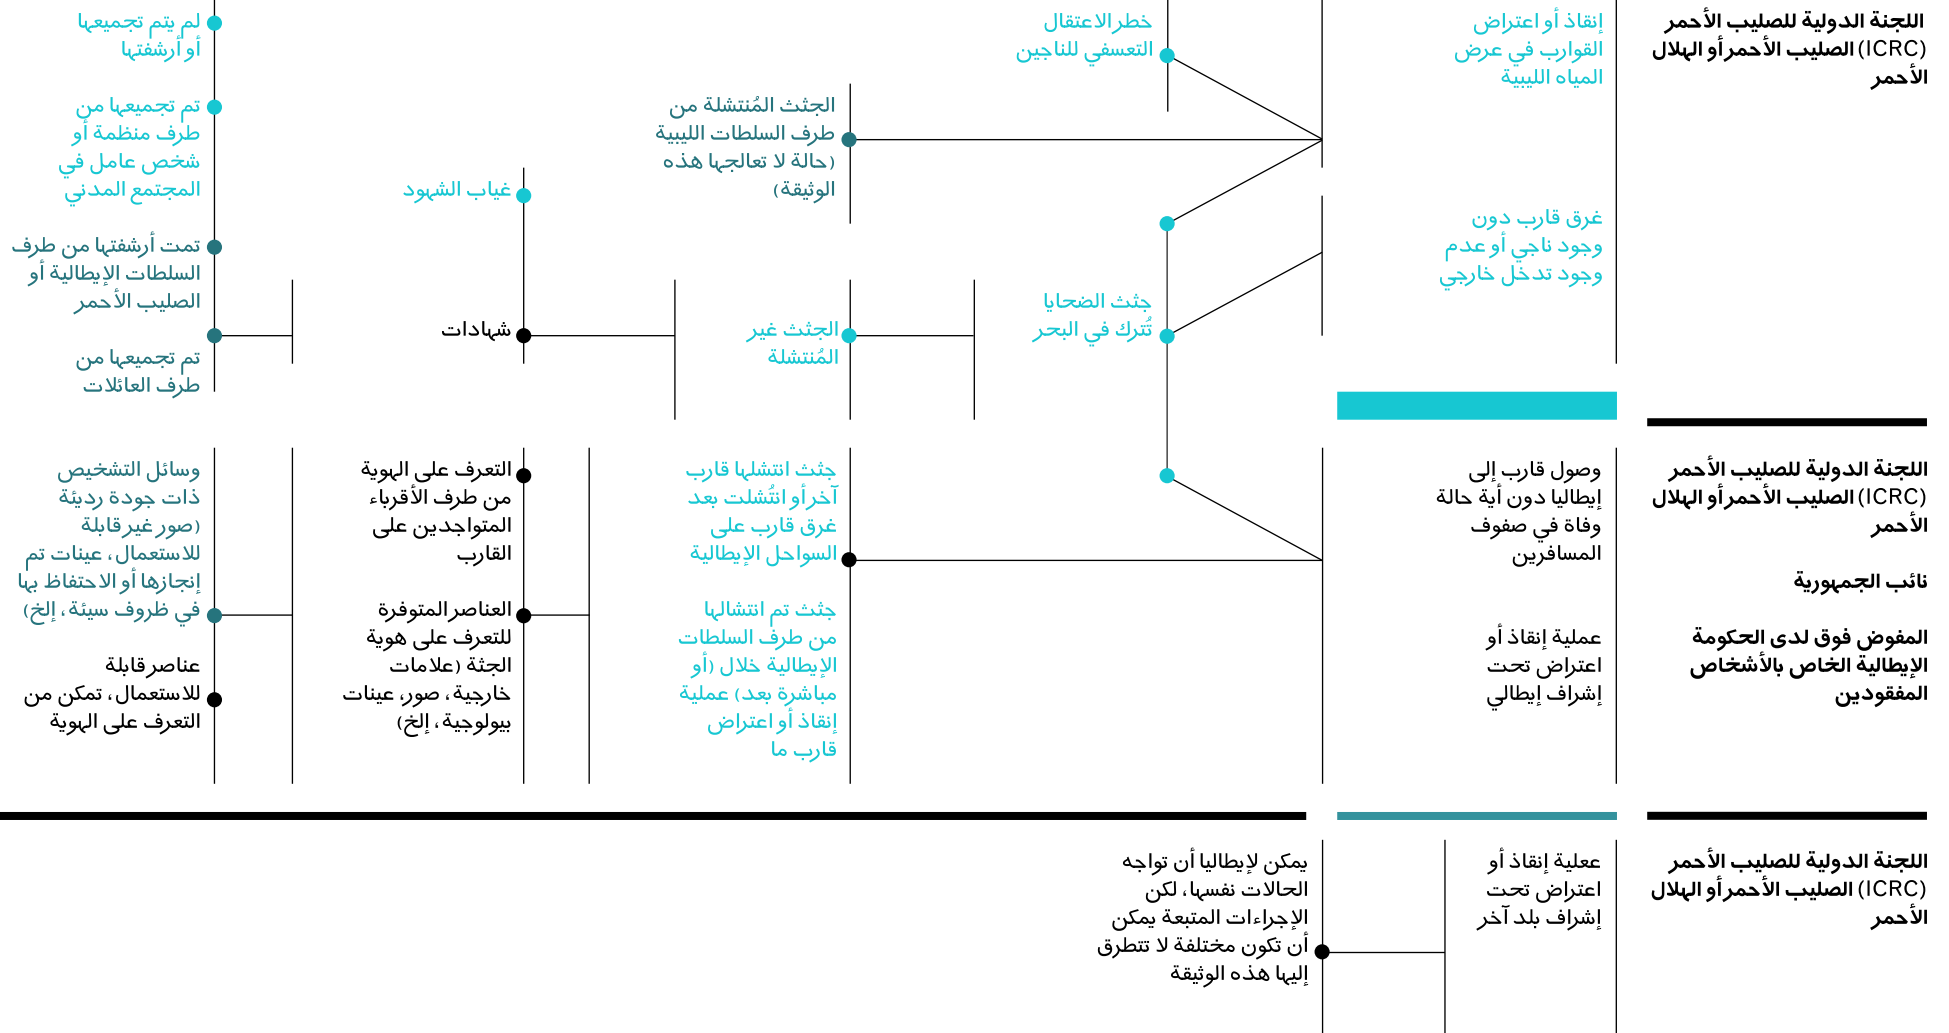 اللجنة الدولية للصليب الأحمر
(ICRC) الصليب الأحمر أو الهلال
الأحمر
إنقاذ أو اعتراض
القوارب في عرض
المياه الليبية
خطر الاعتقال
التعسفي للناجين
الجثث المُنتشلة من
طرف السلطات الليبية
(حالة لا تعالجها هذه
الوثيقة)
لم يتم تجميعها
أو أرشفتها
تم تجميعها من
طرف منظمة أو
شخص عامل في
المجتمع المدني
غياب الشهود
غرق قارب دون
وجود ناجي أو عدم
وجود تدخل خارجي
جثث الضحايا
تُترك في البحر
الجثث غير
المُنتشلة
شهادات
تمت أرشفتها من طرف
السلطات الإيطالية أو
الصليب الأحمر
تم تجميعها من
طرف العائلات
اللجنة الدولية للصليب الأحمر
(ICRC) الصليب الأحمر أو الهلال
الأحمر
نائب الجمهورية
المفوض فوق لدى الحكومة
الإيطالية الخاص بالأشخاص
المفقودين
وصول قارب إلى
إيطاليا دون أية حالة
وفاة في صفوف
المسافرين
عملية إنقاذ أو
اعتراض تحت
إشراف إيطالي
جثث انتشلها قارب
آخر أو انتُشلت بعد
غرق قارب على
السواحل الإيطالية
جثث تم انتشالها
من طرف السلطات
الإيطالية خلال (أو
مباشرة بعد) عملية
إنقاذ أو اعتراض
قارب ما
التعرف على الهوية
من طرف الأقرباء
المتواجدين على
القارب
العناصر المتوفرة
للتعرف على هوية
الجثة (علامات
خارجية، صور، عينات
بيولوجية، إلخ)
وسائل التشخيص
ذات جودة رديئة
(صور غير قابلة
للاستعمال، عينات تم
إنجازها أو الاحتفاظ بها
في ظروف سيئة، إلخ)
عناصر قابلة
للاستعمال، تمكن من
التعرف على الهوية
اللجنة الدولية للصليب الأحمر
(ICRC) الصليب الأحمر أو الهلال
الأحمر
ععلية إنقاذ أو
اعتراض تحت
إشراف بلد آخر
يمكن لإيطاليا أن تواجه
الحالات نفسها، لكن
الإجراءات المتبعة يمكن
أن تكون مختلفة لا تتطرق
إليها هذه الوثيقة